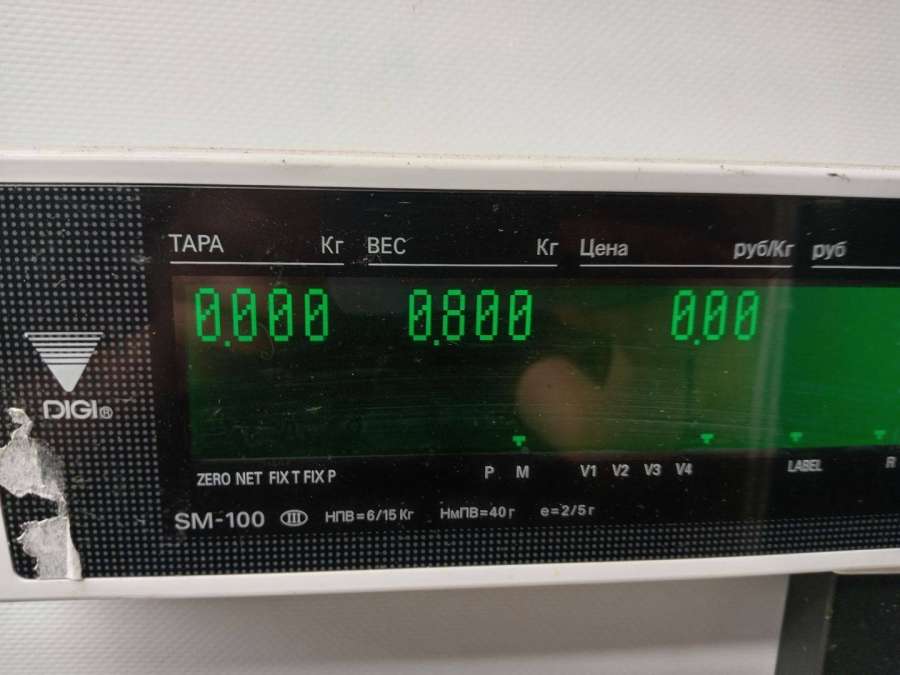 ТАРА Кг ВЕС Кг Цена руб/Кг руб
0.000 0.800 0.00
DIGI®
ZERO NET FIX T FIX P P M V1 V2 V3 V4 LABEL R
SM-100 III НПВ=6/15 Кг НмПВ=40 г e=2/5 г